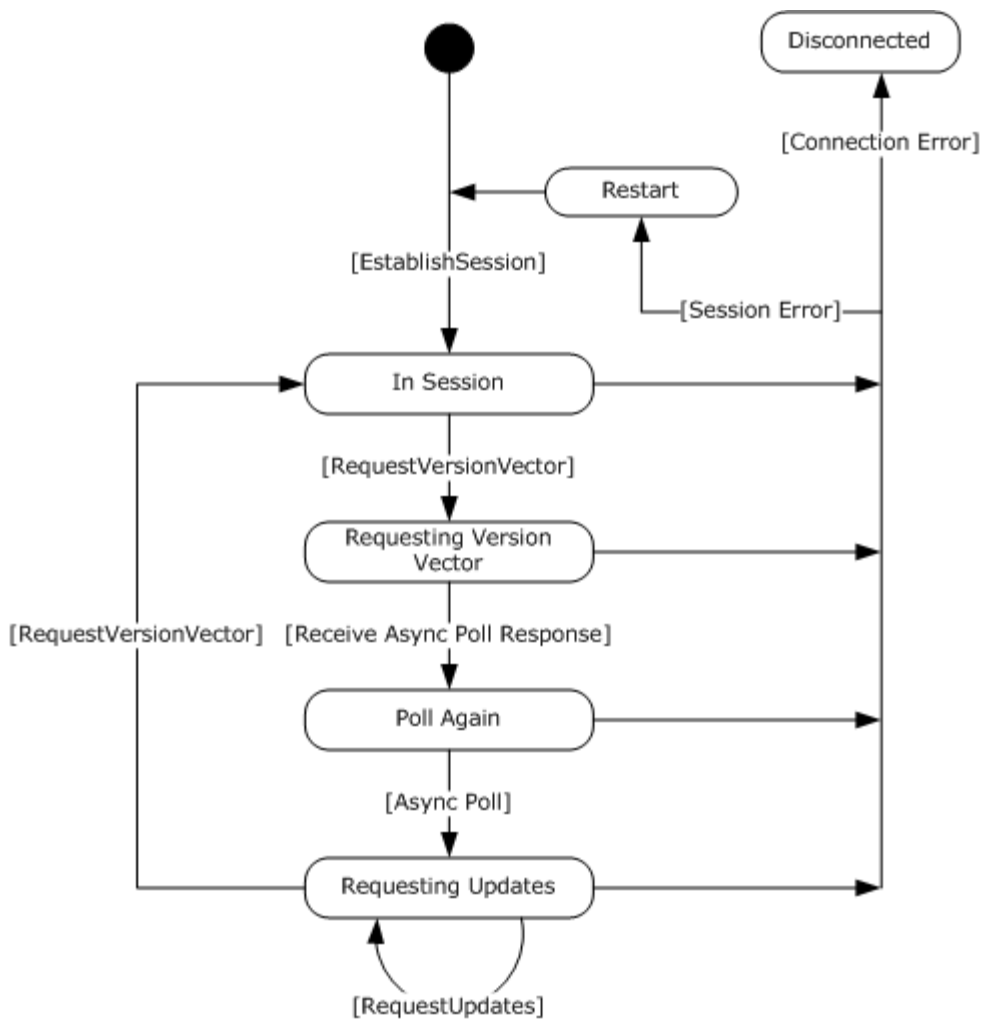 Disconnected
[Connection Error]
Restart
[EstablishSession]
[Session Error]
In Session
[RequestVersionVector]
Requesting Version
Vector
[RequestVersionVector]
[Receive Async Poll Response]
Poll Again
[Async Poll]
Requesting Updates
[RequestUpdates]